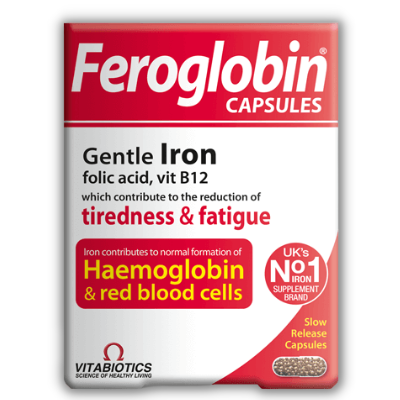 Feroglobin®
CAPSULES
Gentle Iron
folic acid, vit B12
which contribute to the reduction of
tiredness & fatigue
Iron contributes to normal formation of
Haemoglobin
& red blood cells
UK's
No1
IRON
SUPPLEMENT
BRAND
Slow
Release
Capsules
VITABIOTICS
SCIENCE OF HEALTHY LIVING